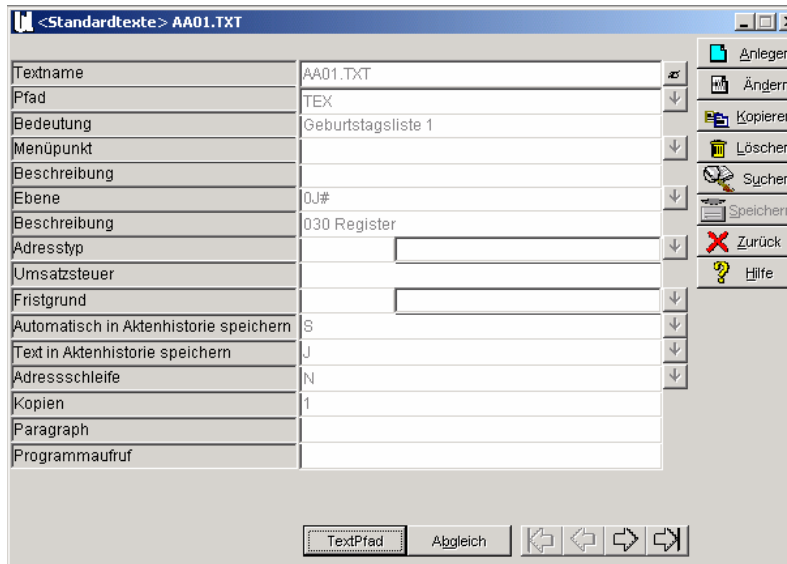 <Standardtexte> AA01.TXT
Textname AA01.TXT
Pfad TEX
Bedeutung Geburtstagsliste 1
Menüpunkt
Beschreibung
Ebene 0J#
Beschreibung 030 Register
Adresstyp
Umsatzsteuer
Fristgrund
Automatisch in Aktenhistorie speichern S
Text in Aktenhistorie speichern J
Adressschleife N
Kopien 1
Paragraph
Programmaufruf
TextPfad Abgleich
Anlegen
Ändern
Kopieren
Löschen
Suchen
Speichern
Zurück
Hilfe